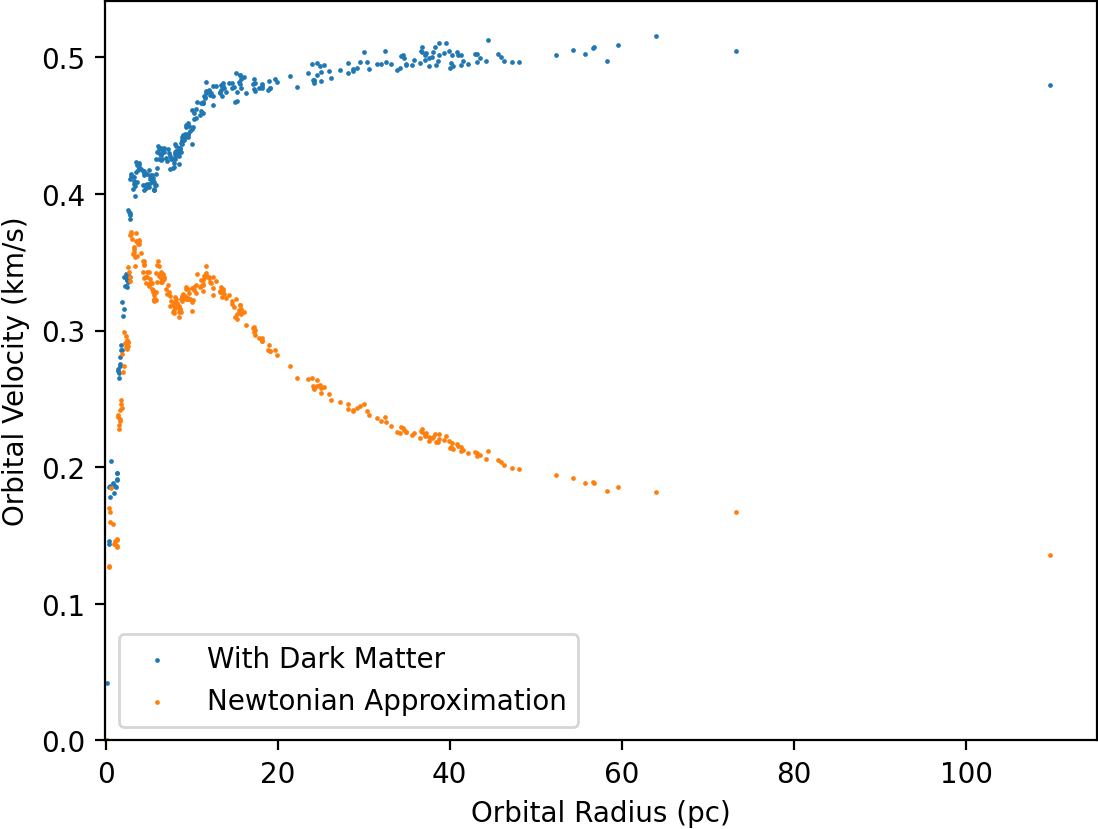 0.5
0.4
0.3
0.2
0.1
0.0
Orbital Velocity (km/s)
With Dark Matter
Newtonian Approximation
0 20 40 60 80 100
Orbital Radius (pc)